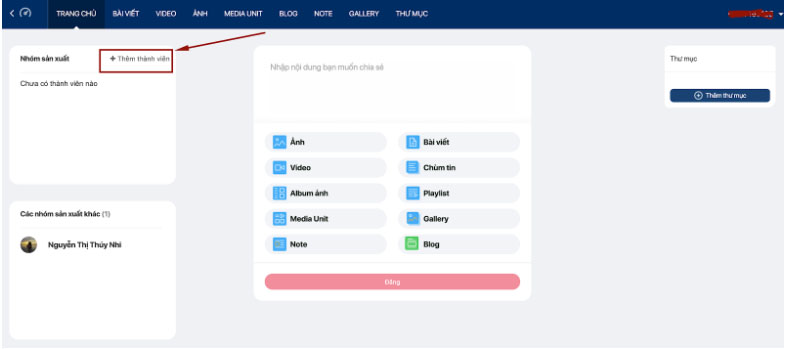 TRANG CHỦ BÀI VIẾT VIDEO ẢNH MEDIA UNIT BLOG NOTE GALLERY THƯ MỤC
Nhóm sản xuất + Thêm thành viên
Chưa có thành viên nào
Các nhóm sản xuất khác (1)
Nguyễn Thị Thúy Nhi
Nhập nội dung bạn muốn chia sẻ
Ảnh Bài viết
Video Chùm tin
Album ảnh Playlist
Media Unit Gallery
Note Blog
Đăng
Thư mục
Thêm thư mục